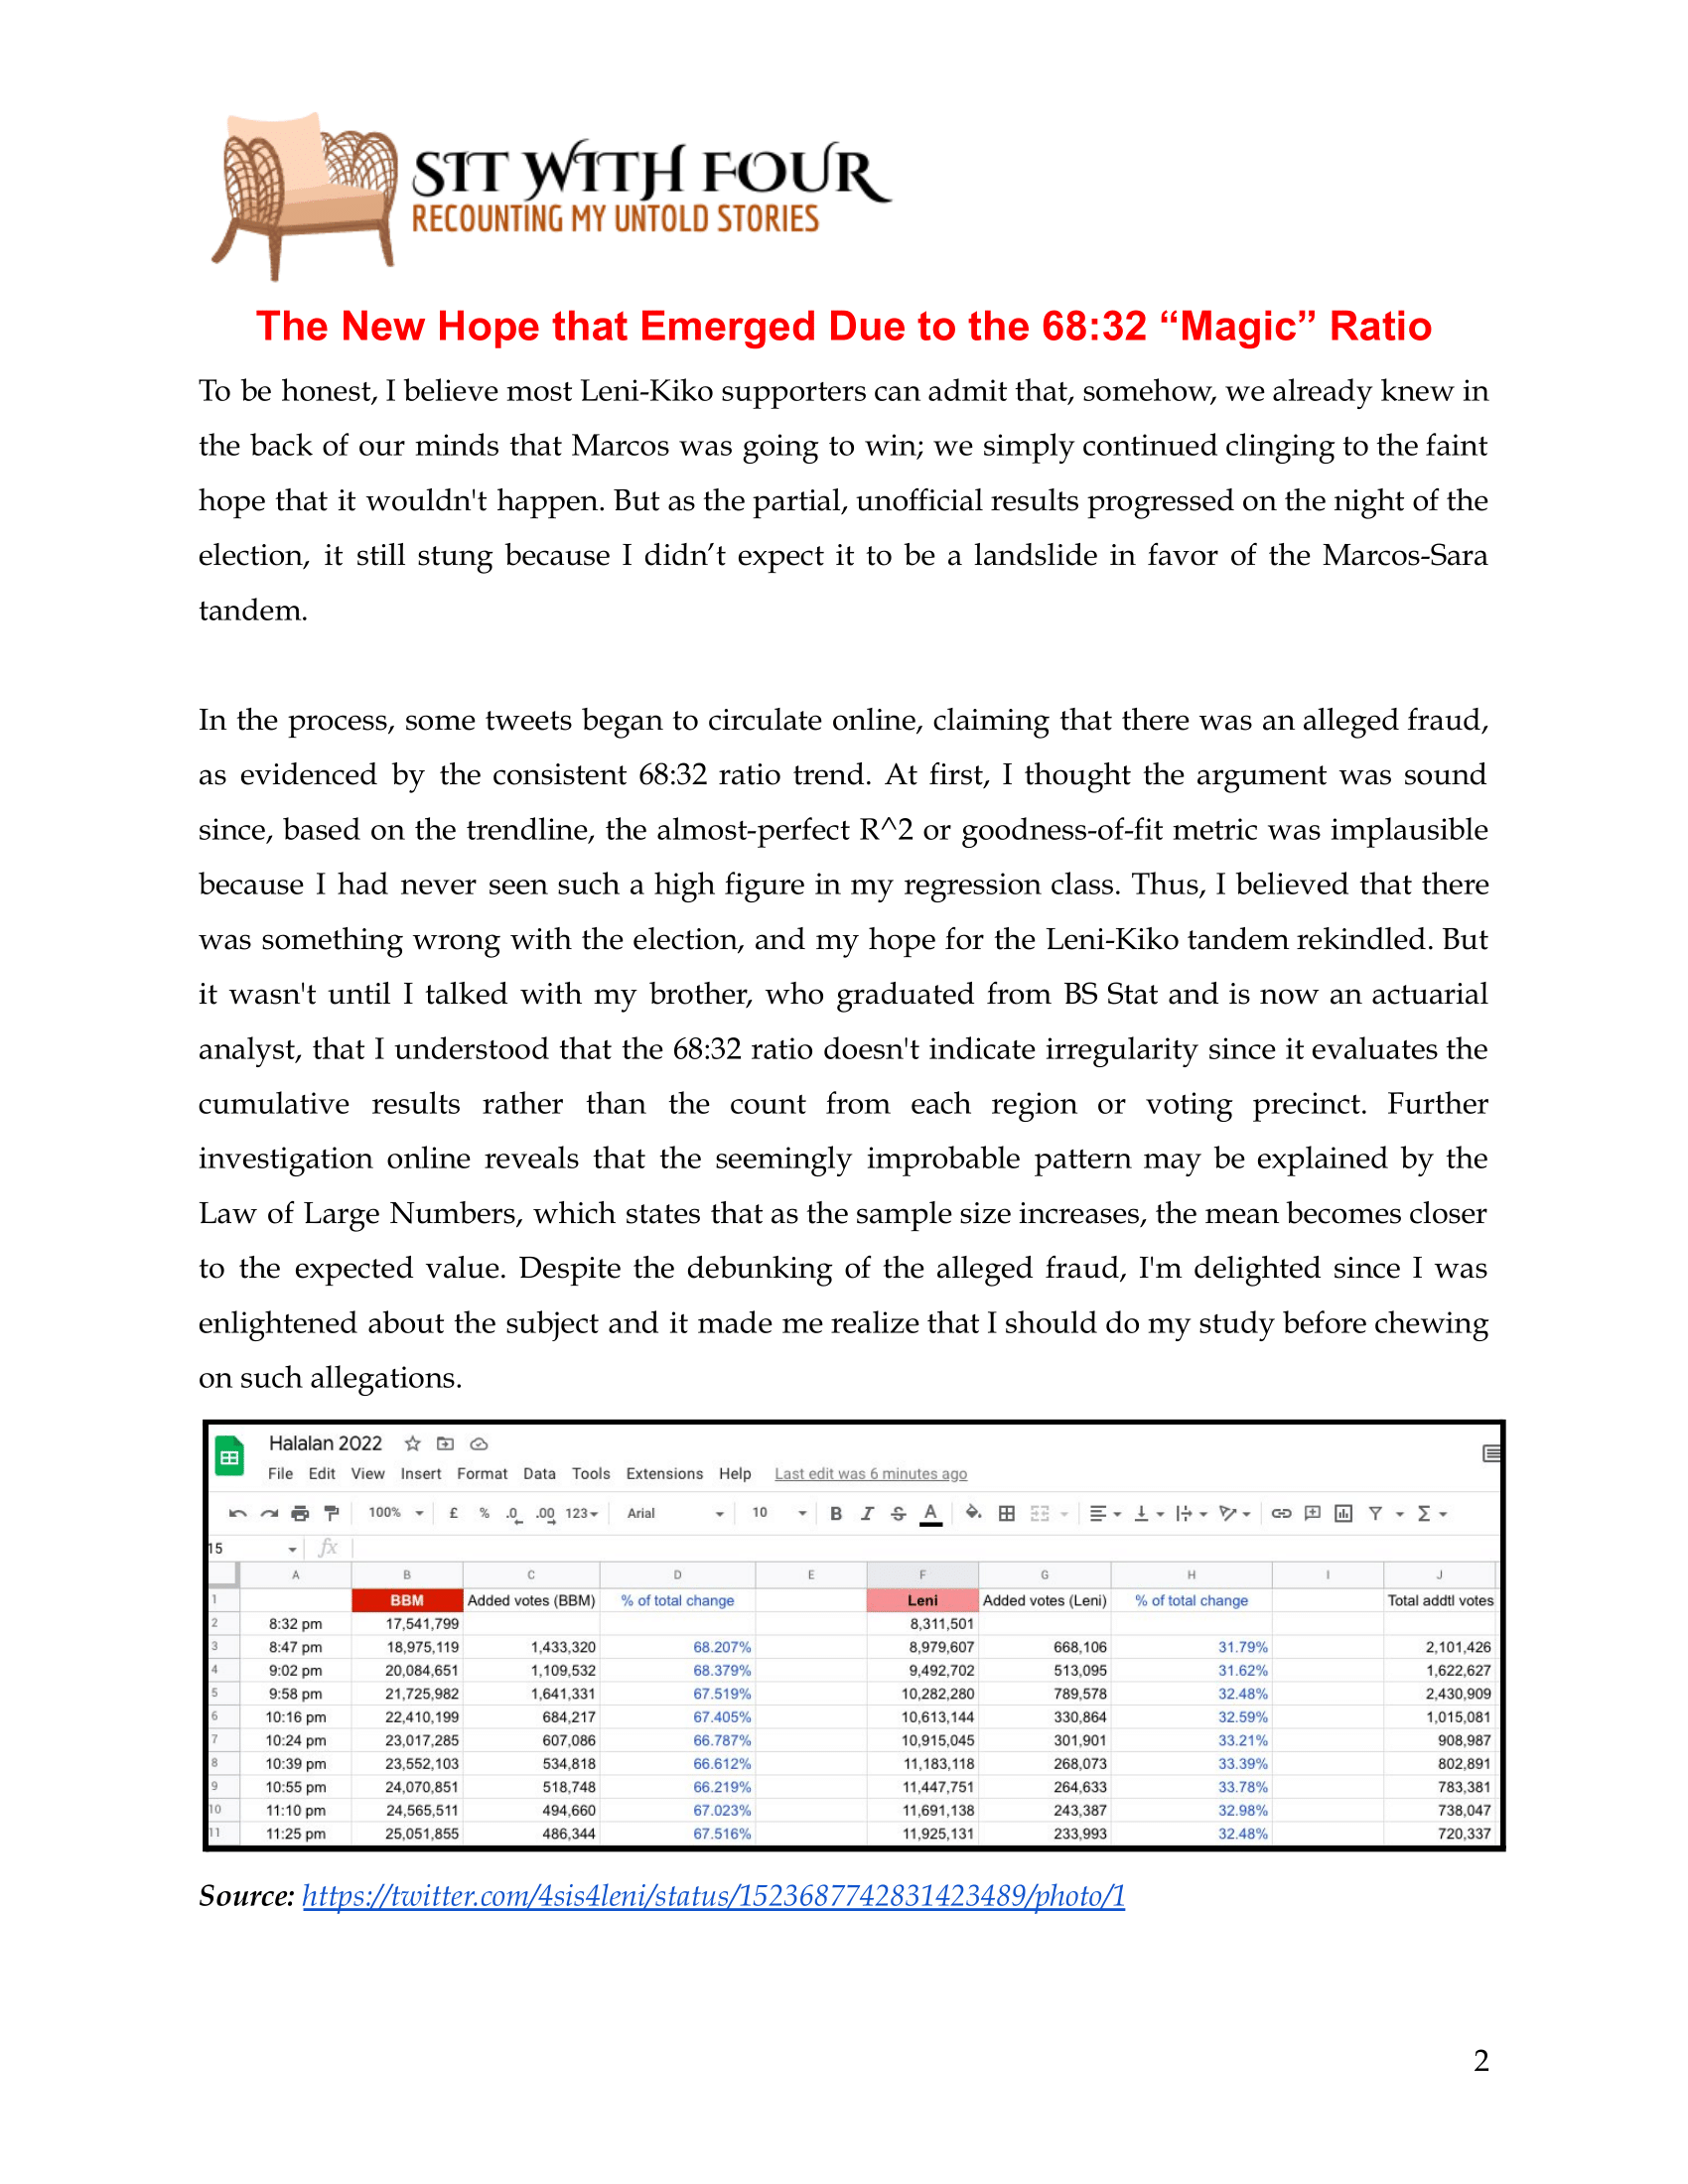 SIT WITH FOUR
RECOUNTING MY UNTOLD STORIES
The New Hope that Emerged Due to the 68:32 “Magic” Ratio
To be honest, I believe most Leni-Kiko supporters can admit that, somehow, we already knew in
the back of our minds that Marcos was going to win; we simply continued clinging to the faint
hope that it wouldn't happen. But as the partial, unofficial results progressed on the night of the
election, it still stung because I didn’t expect it to be a landslide in favor of the Marcos-Sara
tandem.
In the process, some tweets began to circulate online, claiming that there was an alleged fraud,
as evidenced by the consistent 68:32 ratio trend. At first, I thought the argument was sound
since, based on the trendline, the almost-perfect R^2 or goodness-of-fit metric was implausible
because I had never seen such a high figure in my regression class. Thus, I believed that there
was something wrong with the election, and my hope for the Leni-Kiko tandem rekindled. But
it wasn't until I talked with my brother, who graduated from BS Stat and is now an actuarial
analyst, that I understood that the 68:32 ratio doesn't indicate irregularity since it evaluates the
cumulative results rather than the count from each region or voting precinct. Further
investigation online reveals that the seemingly improbable pattern may be explained by the
Law of Large Numbers, which states that as the sample size increases, the mean becomes closer
to the expected value. Despite the debunking of the alleged fraud, I'm delighted since I was
enlightened about the subject and it made me realize that I should do my study before chewing
on such allegations.
Halalan 2022
File Edit View Insert Format Data Tools Extensions Help Last edit was 6 minutes ago
100% £ % .0 .00 123 Arial 10 B I S A
15 fx
A B C D E F G H I J
1 BBM Added votes (BBM) % of total change Leni Added votes (Leni) % of total change Total addtl votes
2 8:32 pm 17,541,799 8,311,501
3 8:47 pm 18,975,119 1,433,320 68.207% 8,979,607 668,106 31.79% 2,101,426
4 9:02 pm 20,084,651 1,109,532 68.379% 9,492,702 513,095 31.62% 1,622,627
5 9:58 pm 21,725,982 1,641,331 67.519% 10,282,280 789,578 32.48% 2,430,909
6 10:16 pm 22,410,199 684,217 67.405% 10,613,144 330,864 32.59% 1,015,081
7 10:24 pm 23,017,285 607,086 66.787% 10,915,045 301,901 33.21% 908,987
8 10:39 pm 23,552,103 534,818 66.612% 11,183,118 268,073 33.39% 802,891
9 10:55 pm 24,070,851 518,748 66.219% 11,447,751 264,633 33.78% 783,381
10 11:10 pm 24,565,511 494,660 67.023% 11,691,138 243,387 32.98% 738,047
11 11:25 pm 25,051,855 486,344 67.516% 11,925,131 233,993 32.48% 720,337
Source: https://twitter.com/4sis4leni/status/1523687742831423489/photo/1
2